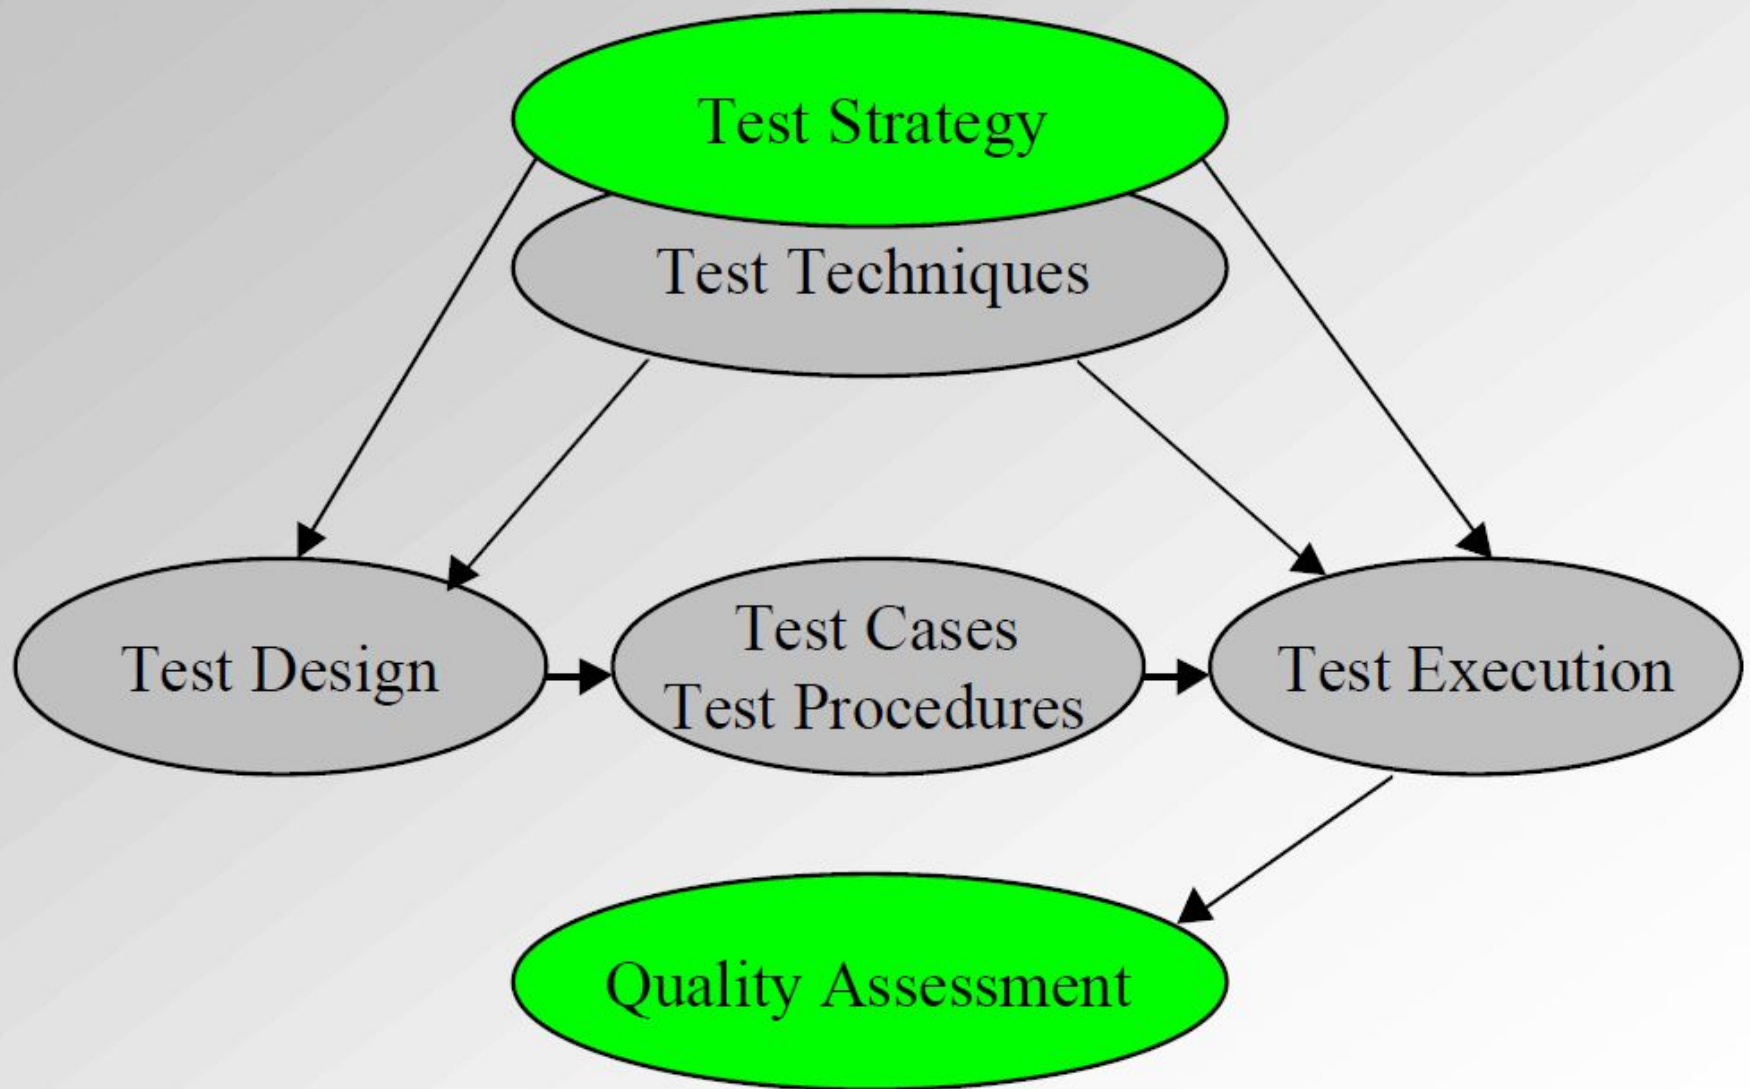 Test Strategy
Test Techniques
Test Design
Test Cases
Test Procedures
Test Execution
Quality Assessment